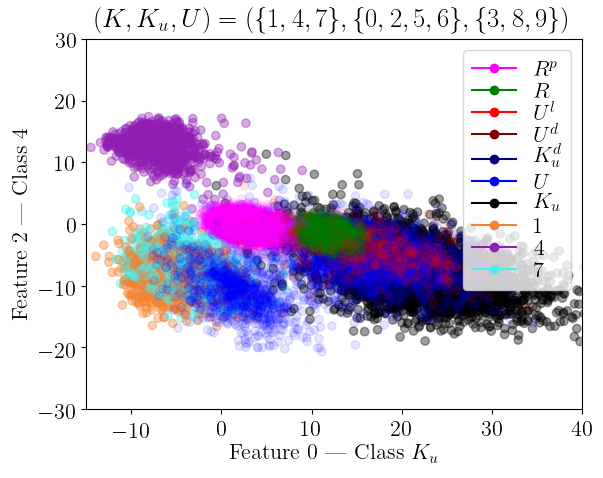 (K, K_u, U) = ({1, 4, 7}, {0, 2, 5, 6}, {3, 8, 9})
30
20
10
0
−10
−20
−30
Feature 2 — Class 4
R^p
R
U^l
U^d
K_u^d
U
K_u
1
4
7
−10 0 10 20 30 40
Feature 0 — Class K_u